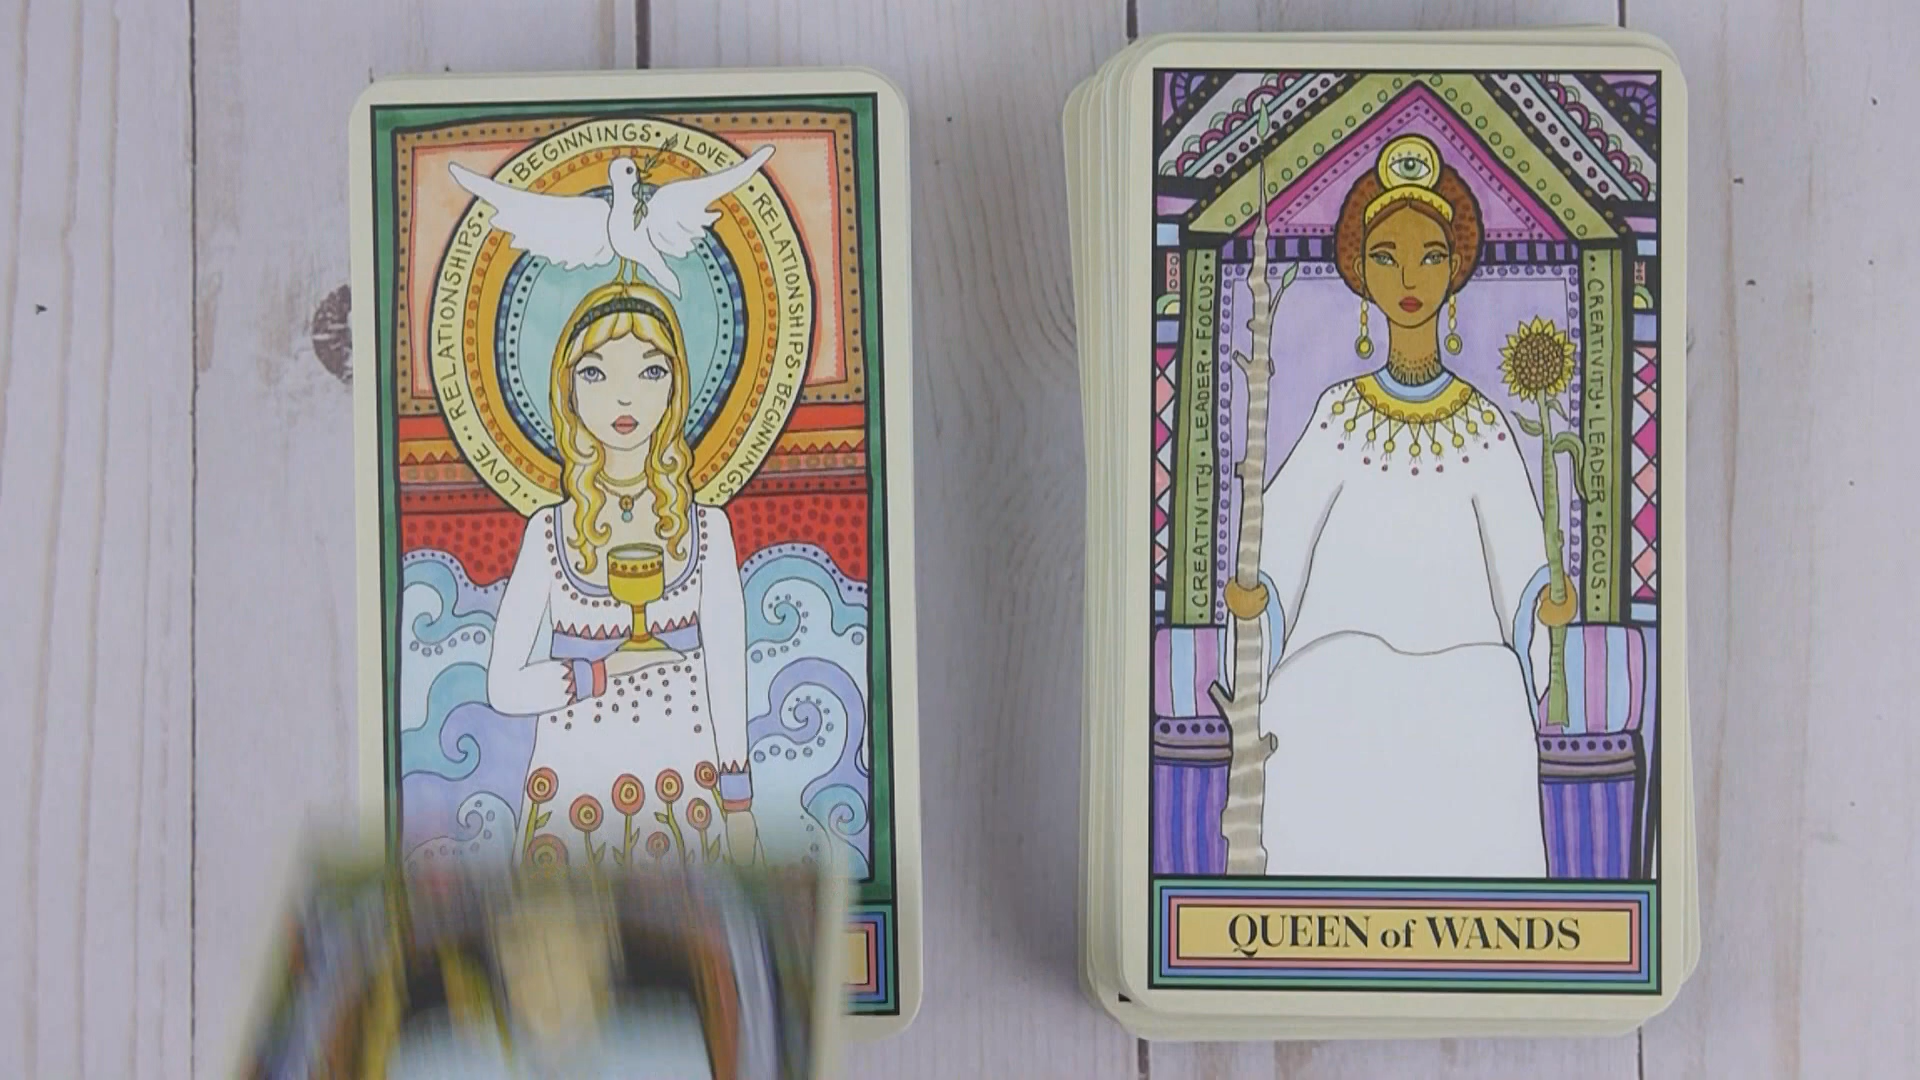 LOVE • • RELATIONSHIPS • • BEGINNINGS • LOVE • • RELATIONSHIPS • BEGINNINGS • •
• CREATIVITY • LEADER • FOCUS •
• CREATIVITY • LEADER • FOCUS • •
QUEEN of WANDS